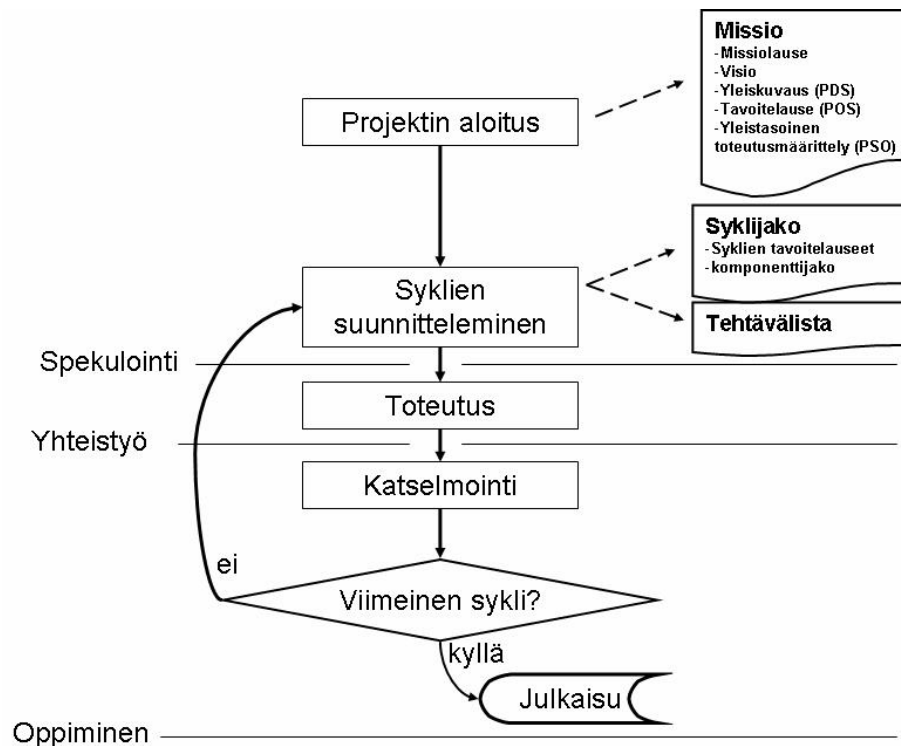 Missio
-Missiolause
-Visio
-Yleiskuvaus (PDS)
-Tavoitelause (POS)
-Yleistasoinen
toteutusmäärittely (PSO)
Projektin aloitus
Syklijako
-Syklien tavoitelauseet
-komponenttijako
Syklien
suunnitteleminen
Tehtävälista
Spekulointi
Toteutus
Yhteistyö
Katselmointi
ei
Viimeinen sykli?
kyllä
Julkaisu
Oppiminen